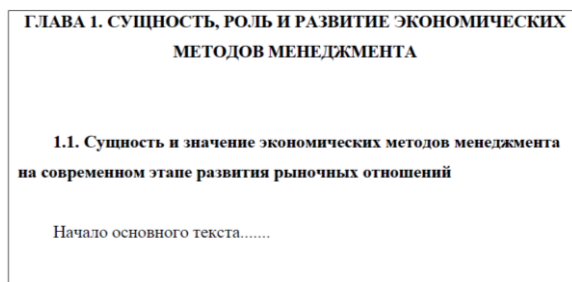 ГЛАВА 1. СУЩНОСТЬ, РОЛЬ И РАЗВИТИЕ ЭКОНОМИЧЕСКИХ
МЕТОДОВ МЕНЕДЖМЕНТА
1.1. Сущность и значение экономических методов менеджмента
на современном этапе развития рыночных отношений
Начало основного текста.......